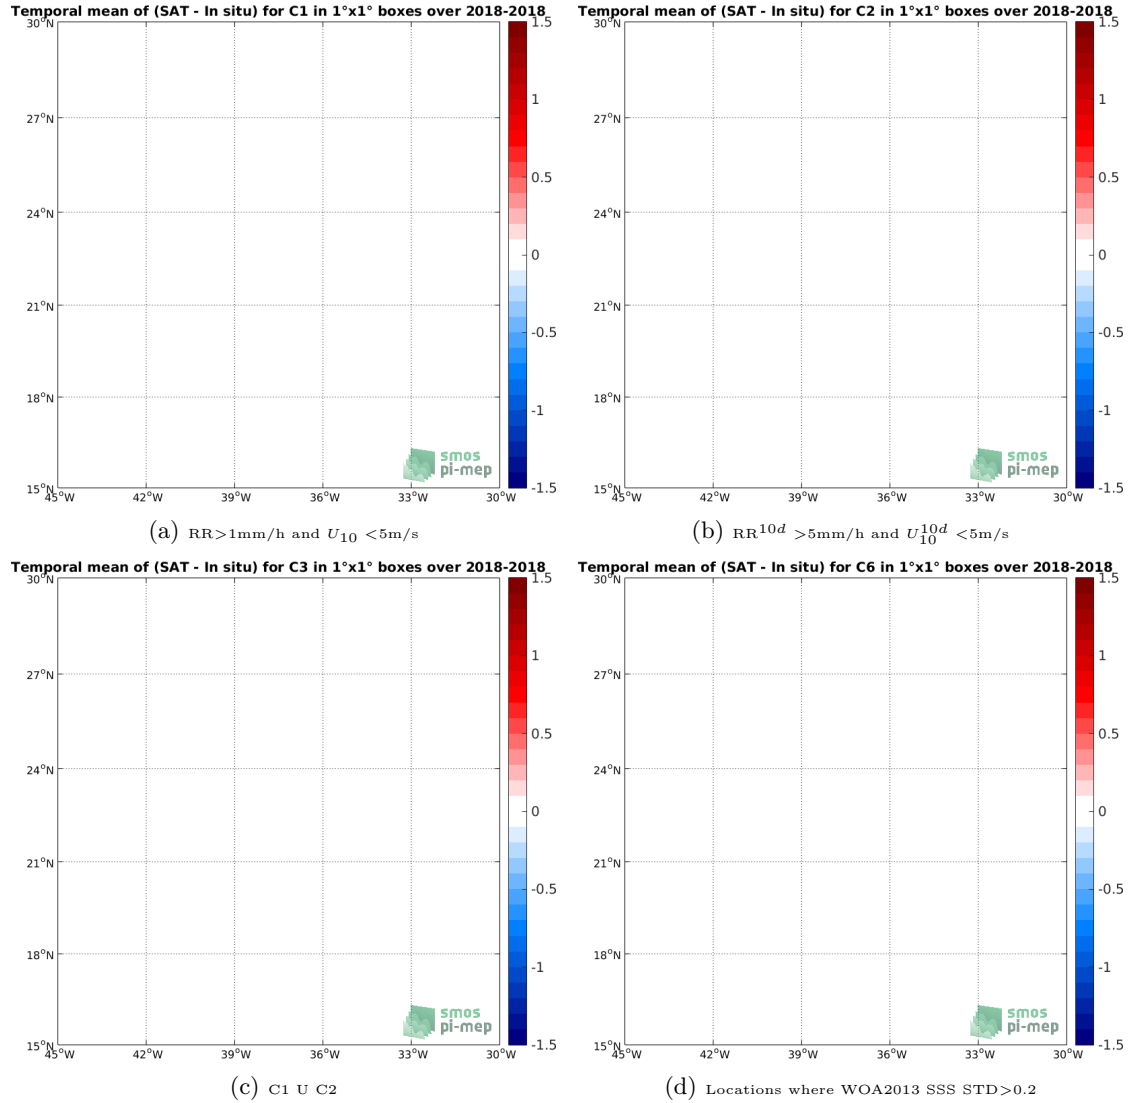 Temporal mean of (SAT - In situ) for C1 in 1°x1° boxes over 2018-2018
30°N
27°N
24°N
21°N
18°N
15°N
45°W 42°W 39°W 36°W 33°W 30°W
1.5
1
0.5
0
-0.5
-1
-1.5
smos
pi-mep
(a) RR>1mm/h and U10 <5m/s
Temporal mean of (SAT - In situ) for C2 in 1°x1° boxes over 2018-2018
30°N
27°N
24°N
21°N
18°N
15°N
45°W 42°W 39°W 36°W 33°W 30°W
1.5
1
0.5
0
-0.5
-1
-1.5
smos
pi-mep
(b) RR10d >5mm/h and U10d10 <5m/s
Temporal mean of (SAT - In situ) for C3 in 1°x1° boxes over 2018-2018
30°N
27°N
24°N
21°N
18°N
15°N
45°W 42°W 39°W 36°W 33°W 30°W
1.5
1
0.5
0
-0.5
-1
-1.5
smos
pi-mep
(c) C1 U C2
Temporal mean of (SAT - In situ) for C6 in 1°x1° boxes over 2018-2018
30°N
27°N
24°N
21°N
18°N
15°N
45°W 42°W 39°W 36°W 33°W 30°W
1.5
1
0.5
0
-0.5
-1
-1.5
smos
pi-mep
(d) Locations where WOA2013 SSS STD>0.2